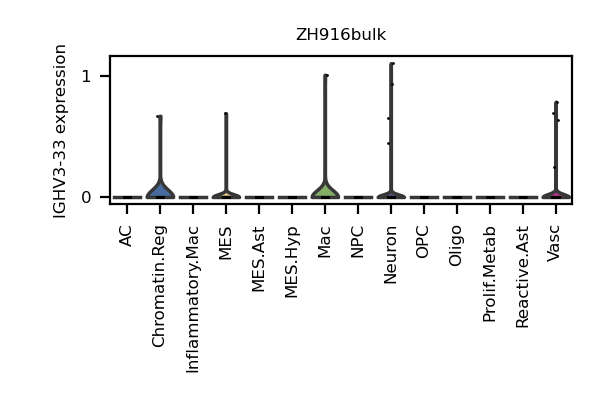 ZH916bulk
IGHV3-33 expression
1
0
AC
Chromatin.Reg
Inflammatory.Mac
MES
MES.Ast
MES.Hyp
Mac
NPC
Neuron
OPC
Oligo
Prolif.Metab
Reactive.Ast
Vasc